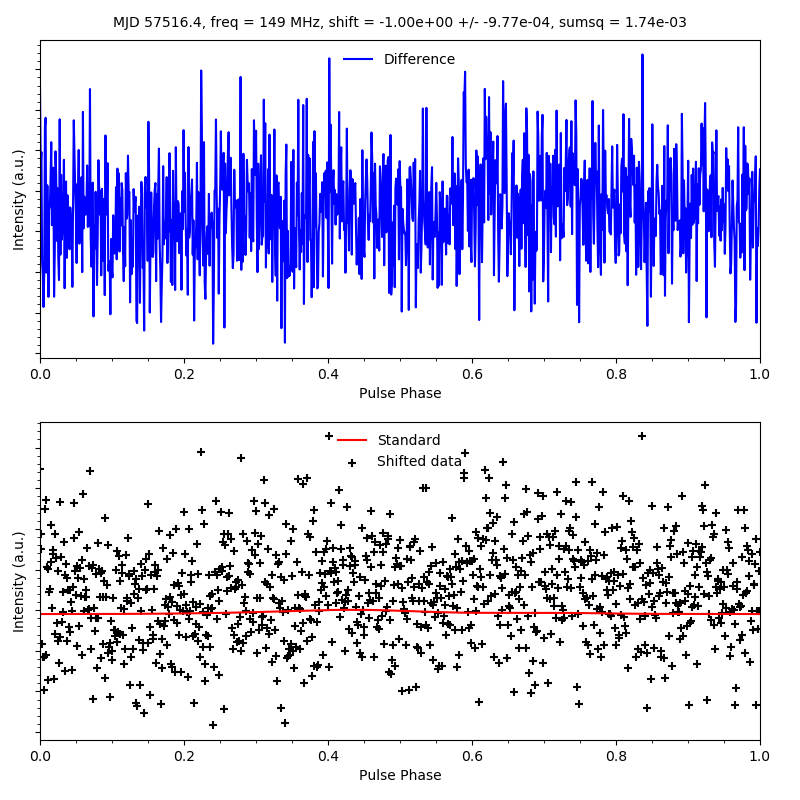 MJD 57516.4, freq = 149 MHz, shift = -1.00e+00 +/- -9.77e-04, sumsq = 1.74e-03
Difference
Intensity (a.u.)
0.0 0.2 0.4 0.6 0.8 1.0
Pulse Phase
Standard
Shifted data
Intensity (a.u.)
0.0 0.2 0.4 0.6 0.8 1.0
Pulse Phase